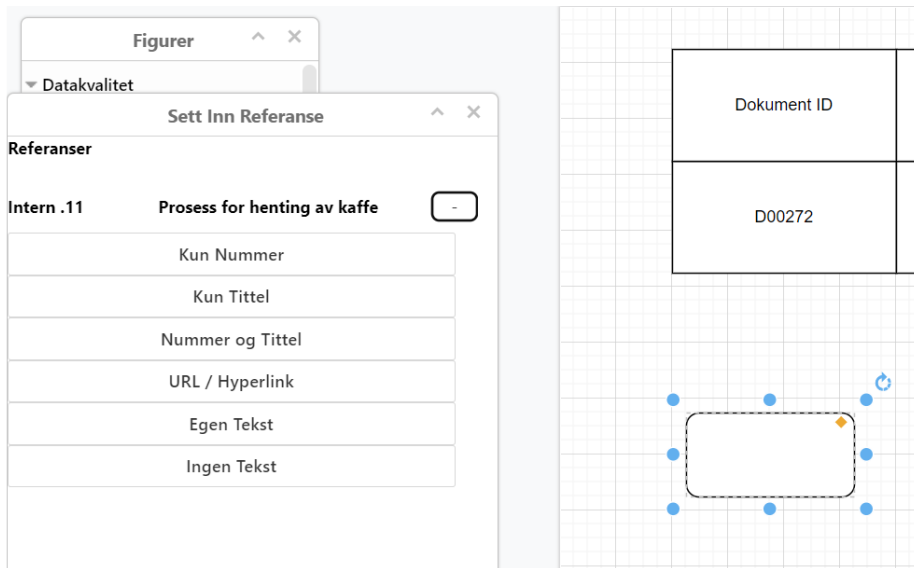 Figurer
Datakvalitet
Sett Inn Referanse
Referanser
Intern .11 Prosess for henting av kaffe -
Kun Nummer
Kun Tittel
Nummer og Tittel
URL / Hyperlink
Egen Tekst
Ingen Tekst
Dokument ID
D00272